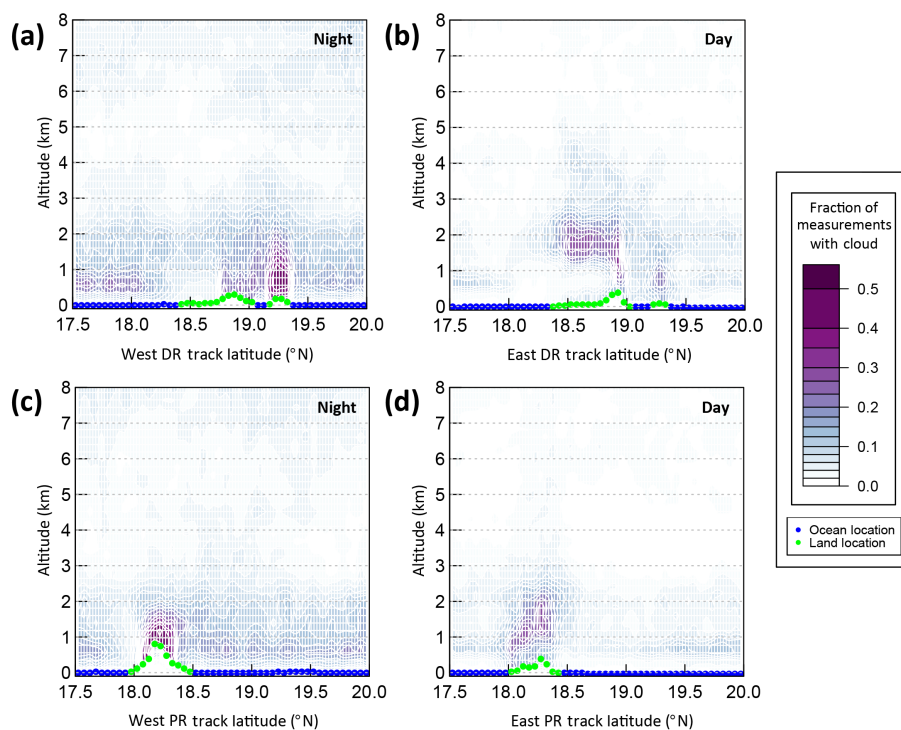 (a)
Night
8
7
6
5
4
3
2
1
0
Altitude (km)
17.5 18.0 18.5 19.0 19.5 20.0
West DR track latitude (°N)
(b)
Day
8
7
6
5
4
3
2
1
0
Altitude (km)
17.5 18.0 18.5 19.0 19.5 20.0
East DR track latitude (°N)
(c)
Night
8
7
6
5
4
3
2
1
0
Altitude (km)
17.5 18.0 18.5 19.0 19.5 20.0
West PR track latitude (°N)
(d)
Day
8
7
6
5
4
3
2
1
0
Altitude (km)
17.5 18.0 18.5 19.0 19.5 20.0
East PR track latitude (°N)
Fraction of
measurements
with cloud
0.5
0.4
0.3
0.2
0.1
0.0
Ocean location
Land location